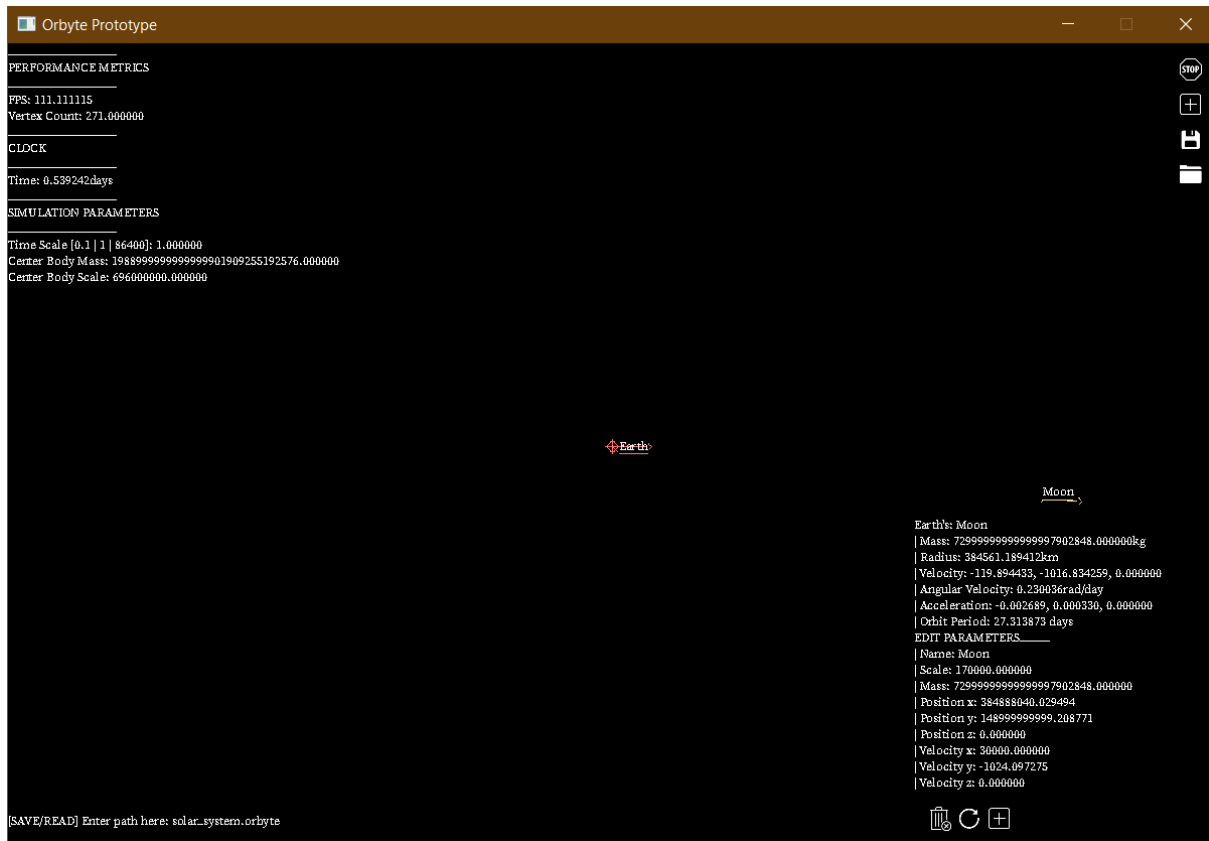 Orbyte Prototype
STOP
PERFORMANCE METRICS
FPS: 111.111115
Vertex Count: 271.000000
CLOCK
Time: 0.539242days
SIMULATION PARAMETERS
Time Scale [0.1 | 1 | 86400]: 1.000000
Center Body Mass: 1988999999999999901909255192576.000000
Center Body Scale: 696000000.000000
Earth
Moon
Earth's: Moon
| Mass: 72999999999999997902848.000000kg
| Radius: 384561.189412km
| Velocity: -119.894433, -1016.834259, 0.000000
| Angular Velocity: 0.230036rad/day
| Acceleration: -0.002689, 0.000330, 0.000000
| Orbit Period: 27.313873 days
EDIT PARAMETERS_____
| Name: Moon
| Scale: 170000.000000
| Mass: 72999999999999997902848.000000
| Position x: 384888040.029494
| Position y: 148999999999.208771
| Position z: 0.000000
| Velocity x: 30000.000000
| Velocity y: -1024.097275
| Velocity z: 0.000000
[SAVE/READ] Enter path here: solar_system.orbyte